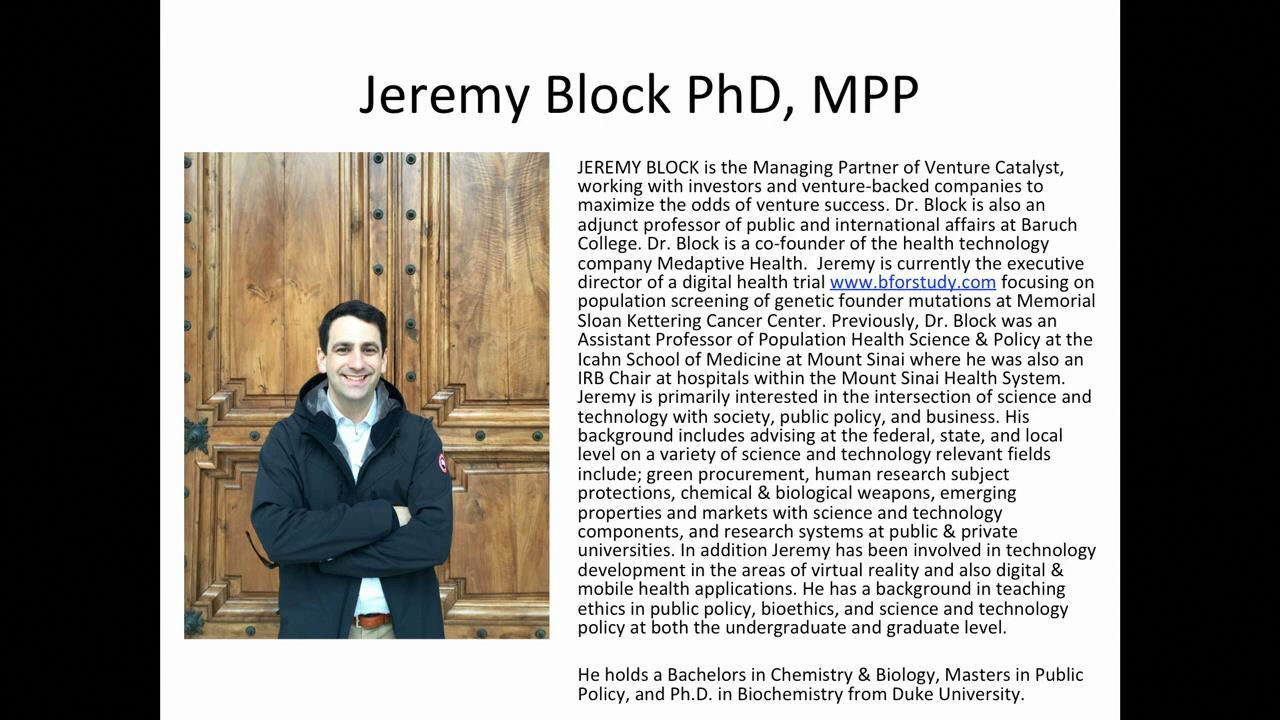 Jeremy Block PhD, MPP
JEREMY BLOCK is the Managing Partner of Venture Catalyst,
working with investors and venture-backed companies to
maximize the odds of venture success. Dr. Block is also an
adjunct professor of public and international affairs at Baruch
College. Dr. Block is a co-founder of the health technology
company Medaptive Health.  Jeremy is currently the executive
director of a digital health trial www.bforstudy.com focusing on
population screening of genetic founder mutations at Memorial
Sloan Kettering Cancer Center. Previously, Dr. Block was an
Assistant Professor of Population Health Science & Policy at the
Icahn School of Medicine at Mount Sinai where he was also an
IRB Chair at hospitals within the Mount Sinai Health System.
Jeremy is primarily interested in the intersection of science and
technology with society, public policy, and business. His
background includes advising at the federal, state, and local
level on a variety of science and technology relevant fields
include; green procurement, human research subject
protections, chemical & biological weapons, emerging
properties and markets with science and technology
components, and research systems at public & private
universities. In addition Jeremy has been involved in technology
development in the areas of virtual reality and also digital &
mobile health applications. He has a background in teaching
ethics in public policy, bioethics, and science and technology
policy at both the undergraduate and graduate level.
He holds a Bachelors in Chemistry & Biology, Masters in Public
Policy, and Ph.D. in Biochemistry from Duke University.